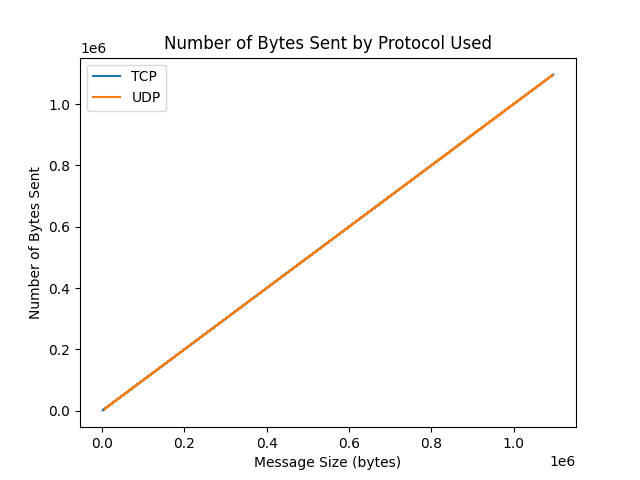 Number of Bytes Sent by Protocol Used
1e6
TCP
UDP
1.0
0.8
0.6
0.4
0.2
0.0
Number of Bytes Sent
0.0 0.2 0.4 0.6 0.8 1.0
Message Size (bytes)
1e6